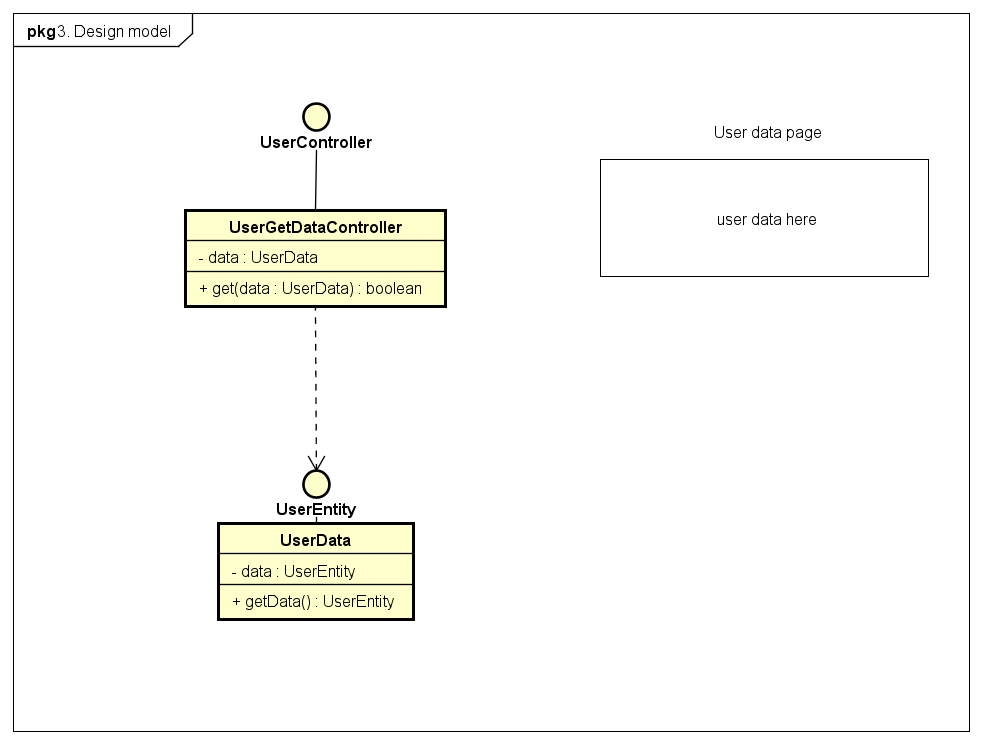 pkg3. Design model
UserController
User data page
UserGetDataController
- data : UserData
+ get(data : UserData) : boolean
user data here
UserEntity
UserData
- data : UserEntity
+ getData() : UserEntity